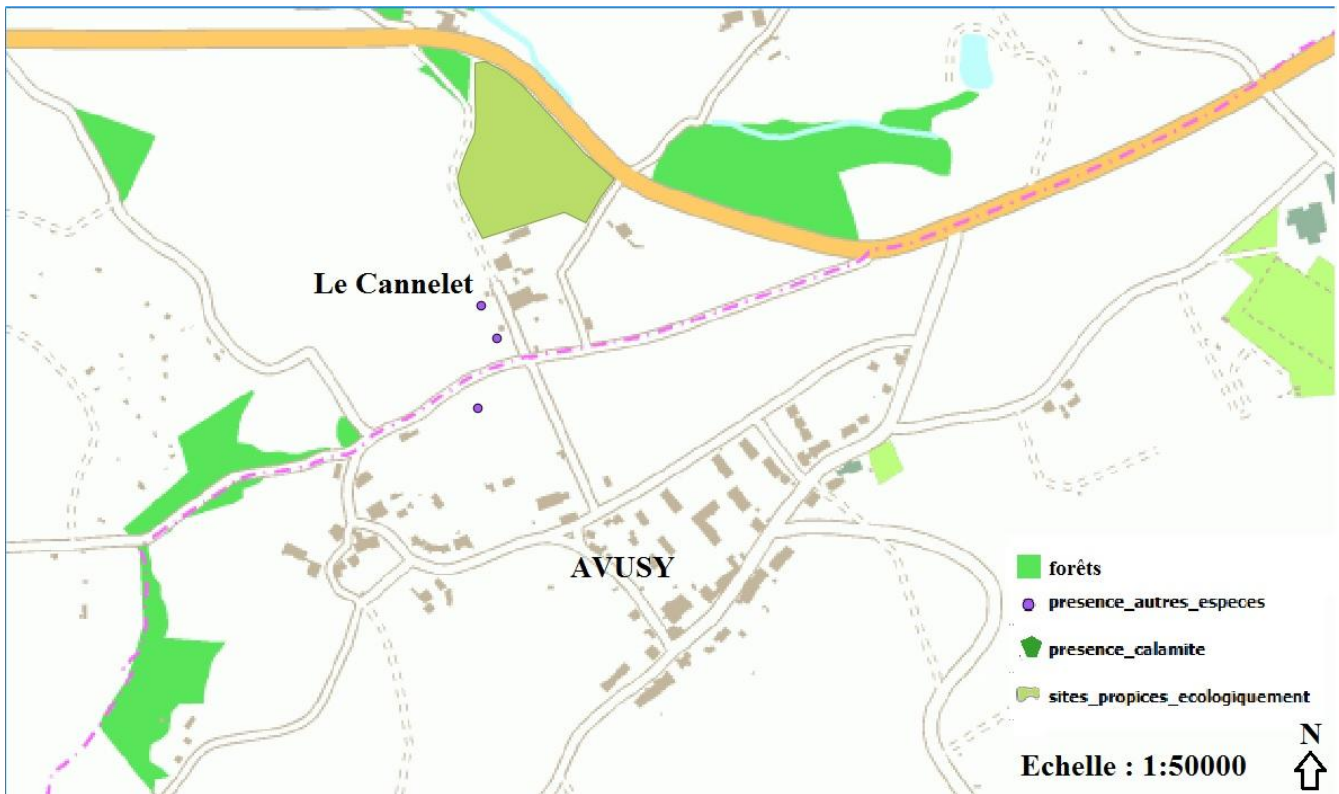 Le Cannelet
AVUSY
forêts
presence_autres_especes
presence_calamite
sites_propices_ecologiquement
N
Echelle : 1:50000